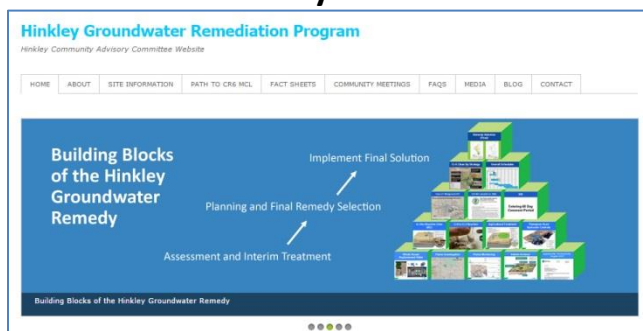 Hinkley Groundwater Remediation Program
Hinkley Community Advisory Committee Website
HOME
ABOUT
SITE INFORMATION
PATH TO CR6 MCL
FACT SHEETS
COMMUNITY MEETINGS
FAQS
MEDIA
BLOG
CONTACT
Building Blocks
of the Hinkley
Groundwater
Remedy
Implement Final Solution
Planning and Final Remedy Selection
Assessment and Interim Treatment
Building Blocks of the Hinkley Groundwater Remedy